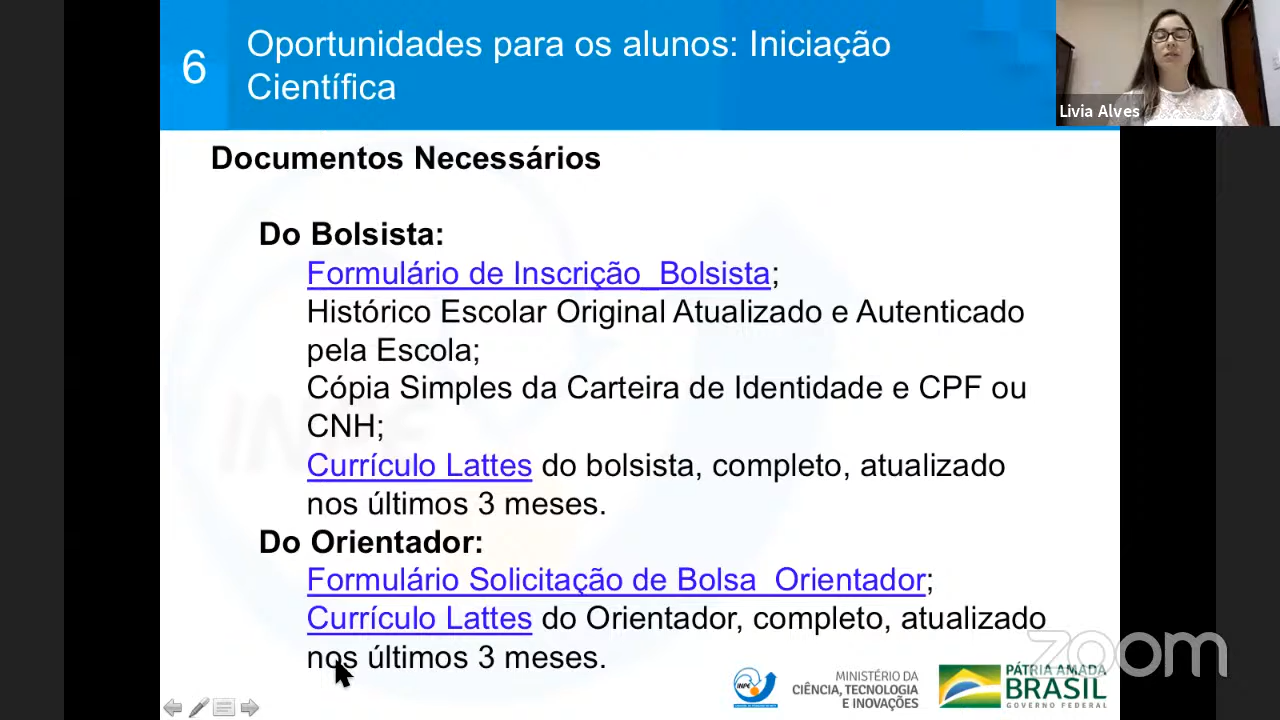 6
Oportunidades para os alunos: Iniciação
Científica
Livia Alves
Documentos Necessários
Do Bolsista:
Formulário de Inscrição_Bolsista;
Histórico Escolar Original Atualizado e Autenticado
pela Escola;
Cópia Simples da Carteira de Identidade e CPF ou
CNH;
Currículo Lattes do bolsista, completo, atualizado
nos últimos 3 meses.
Do Orientador:
Formulário Solicitação de Bolsa_Orientador;
Currículo Lattes do Orientador, completo, atualizado
nos últimos 3 meses.
INPE
MINISTÉRIO DA
CIÊNCIA, TECNOLOGIA
E INOVAÇÕES
PÁTRIA AMADA
BRASIL
GOVERNO FEDERAL
zoom